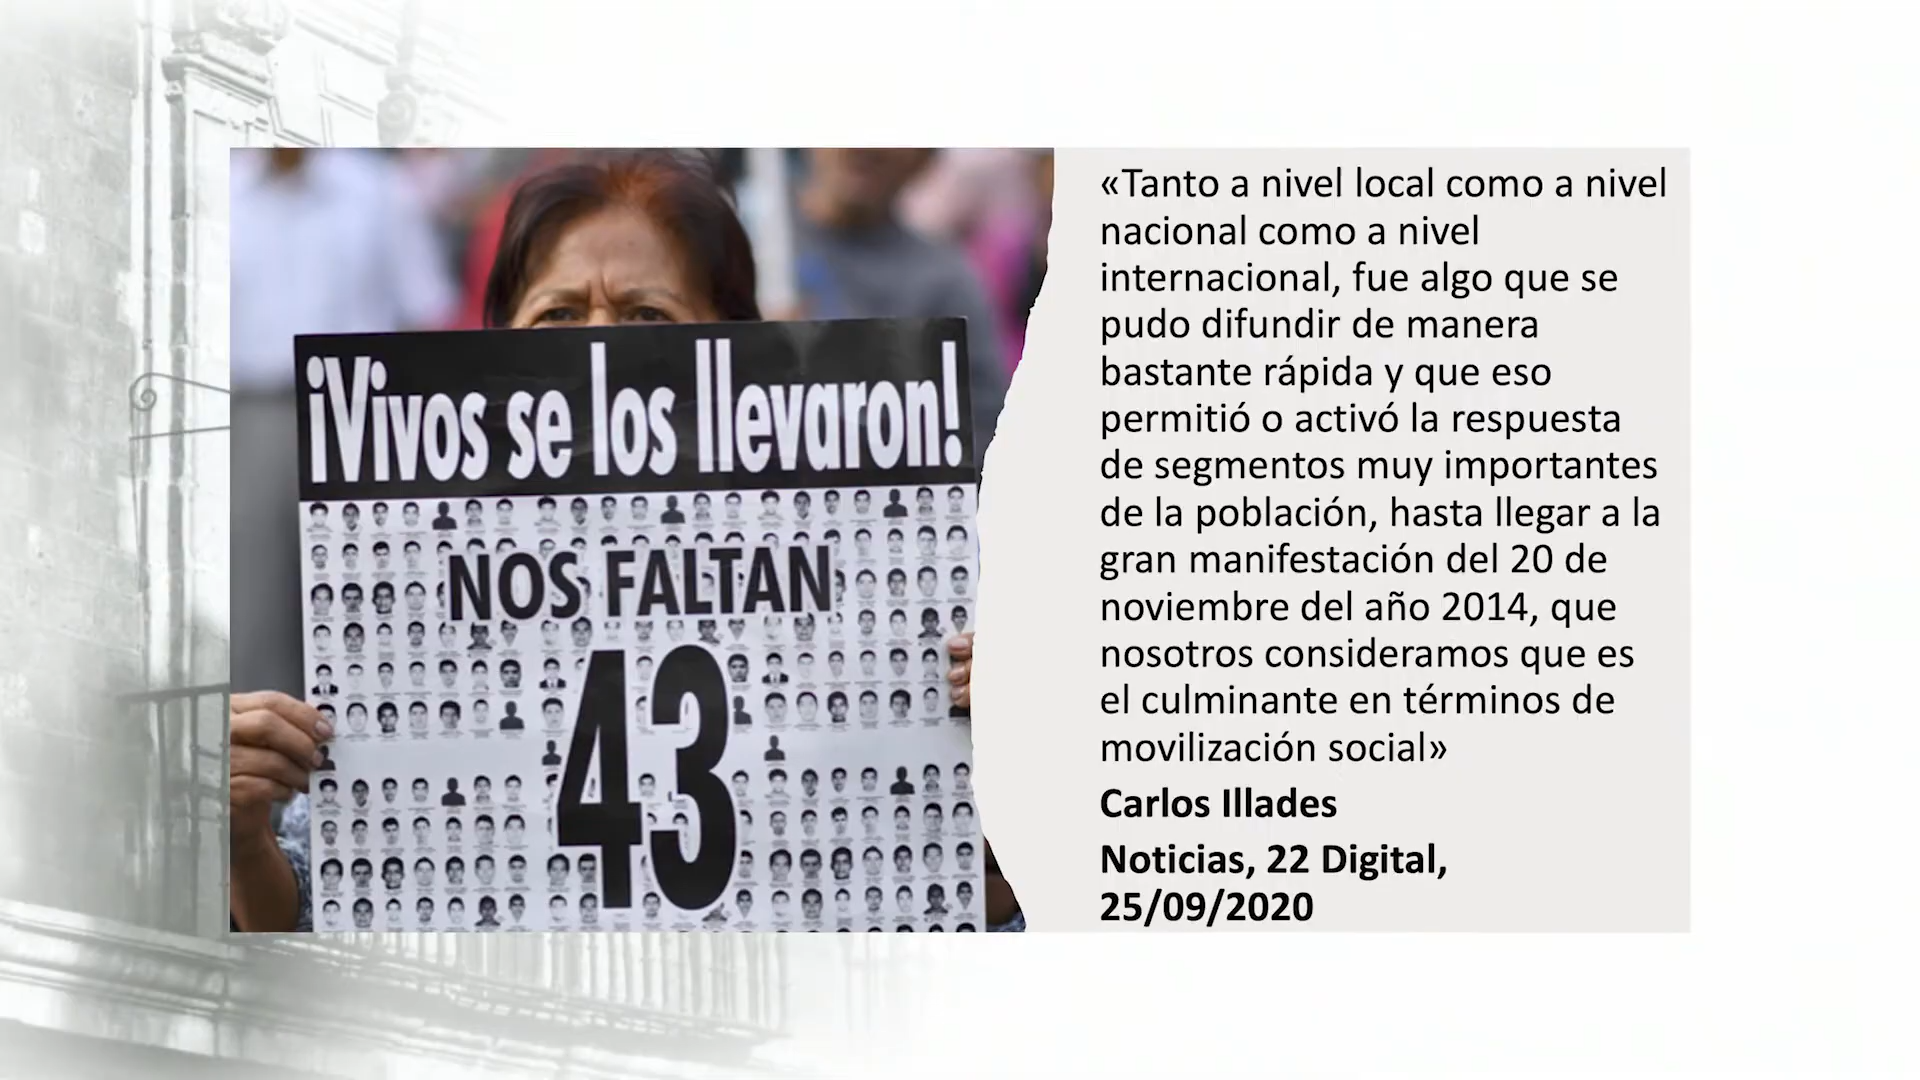 ¡Vivos se los llevaron!
NOS FALTAN
43
«Tanto a nivel local como a nivel
nacional como a nivel
internacional, fue algo que se
pudo difundir de manera
bastante rápida y que eso
permitió o activó la respuesta
de segmentos muy importantes
de la población, hasta llegar a la
gran manifestación del 20 de
noviembre del año 2014, que
nosotros consideramos que es
el culminante en términos de
movilización social»
Carlos Illades
Noticias, 22 Digital,
25/09/2020